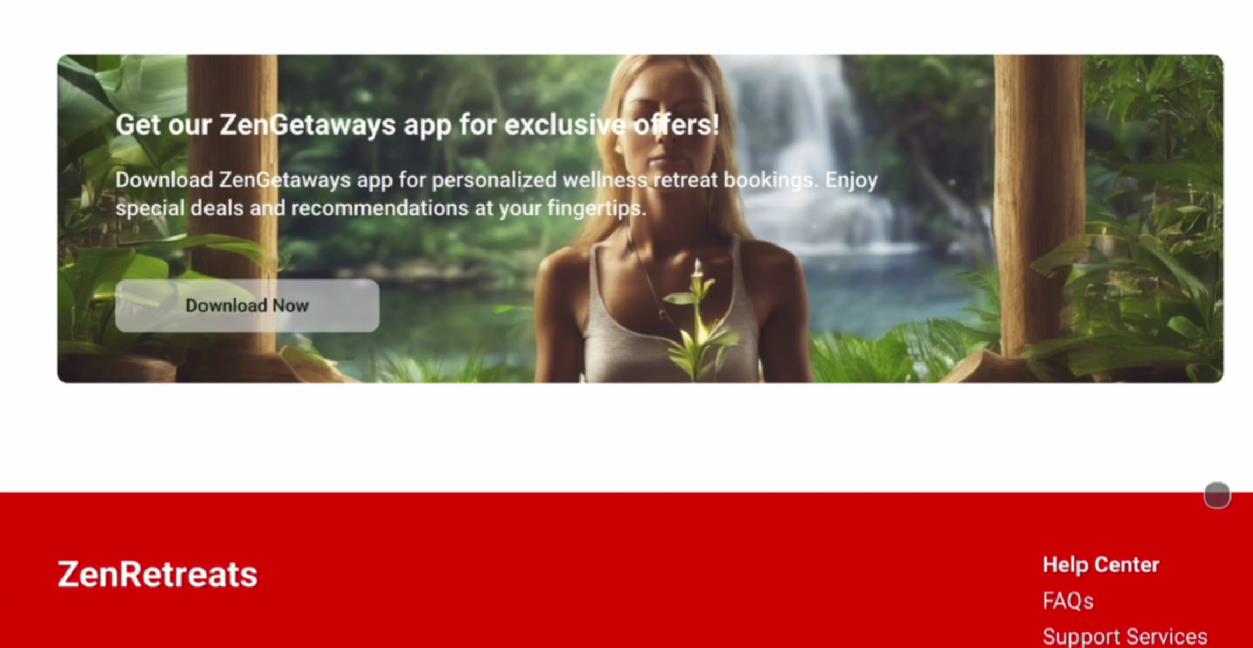 Get our ZenGetaways app for exclusive offers!
Download ZenGetaways app for personalized wellness retreat bookings. Enjoy
special deals and recommendations at your fingertips.
Download Now
ZenRetreats
Help Center
FAQs
Support Services